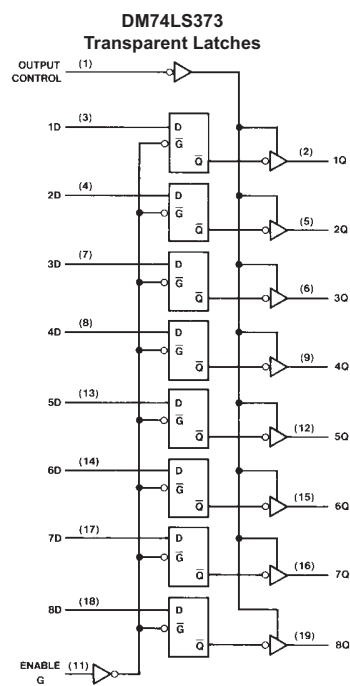 DM74LS373
Transparent Latches
OUTPUT CONTROL (1)
1D (3) D
G̅
Q̅ (2) 1Q
2D (4) D
G̅
Q̅ (5) 2Q
3D (7) D
G̅
Q̅ (6) 3Q
4D (8) D
G̅
Q̅ (9) 4Q
5D (13) D
G̅
Q̅ (12) 5Q
6D (14) D
G̅
Q̅ (15) 6Q
7D (17) D
G̅
Q̅ (16) 7Q
8D (18) D
G̅
Q̅ (19) 8Q
ENABLE G (11)